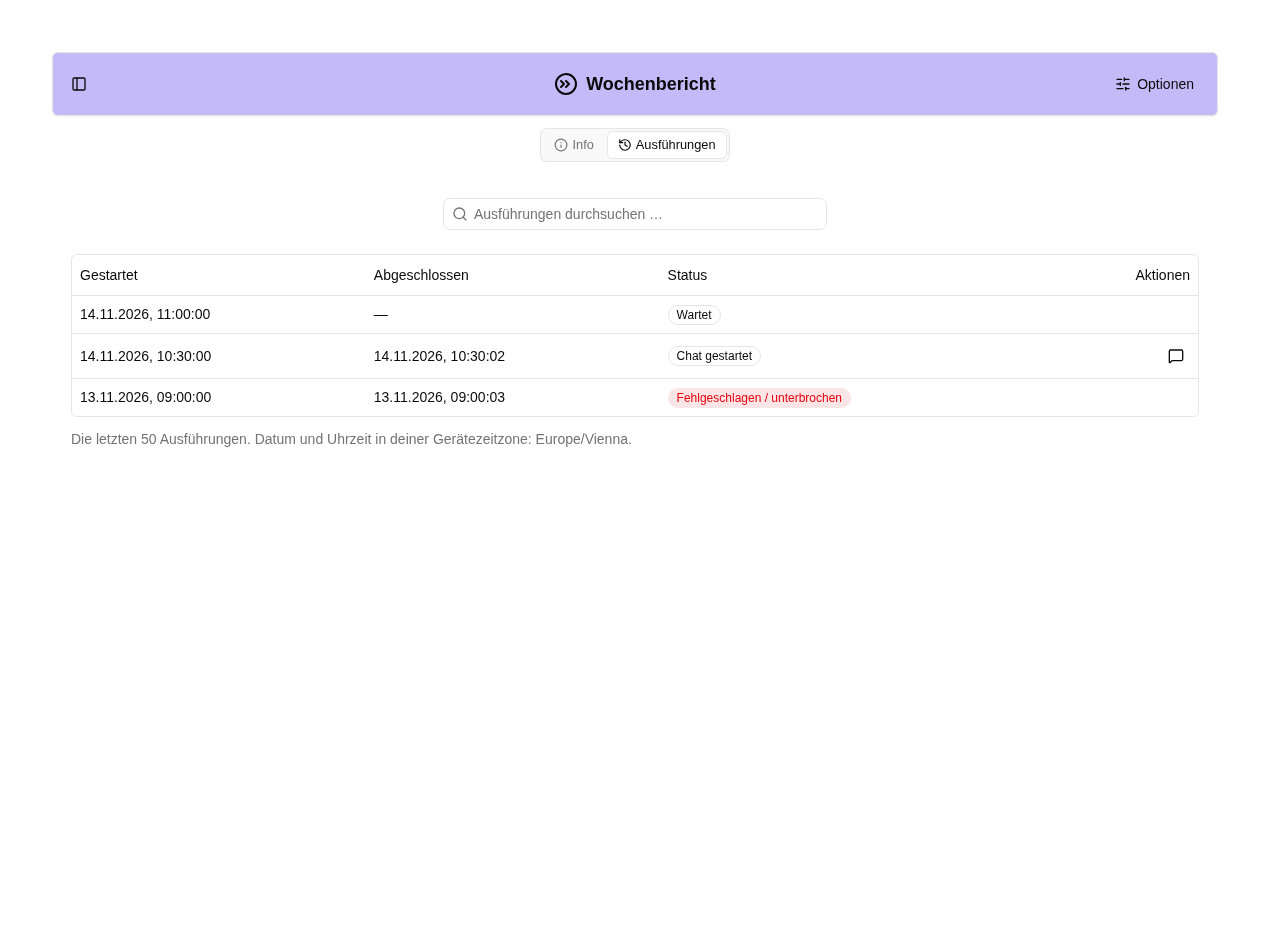 Wochenbericht
Optionen
Info
Ausführungen
Ausführungen durchsuchen …
Gestartet Abgeschlossen Status Aktionen
14.11.2026, 11:00:00 — Wartet
14.11.2026, 10:30:00 14.11.2026, 10:30:02 Chat gestartet
13.11.2026, 09:00:00 13.11.2026, 09:00:03 Fehlgeschlagen / unterbrochen
Die letzten 50 Ausführungen. Datum und Uhrzeit in deiner Gerätezeitzone: Europe/Vienna.